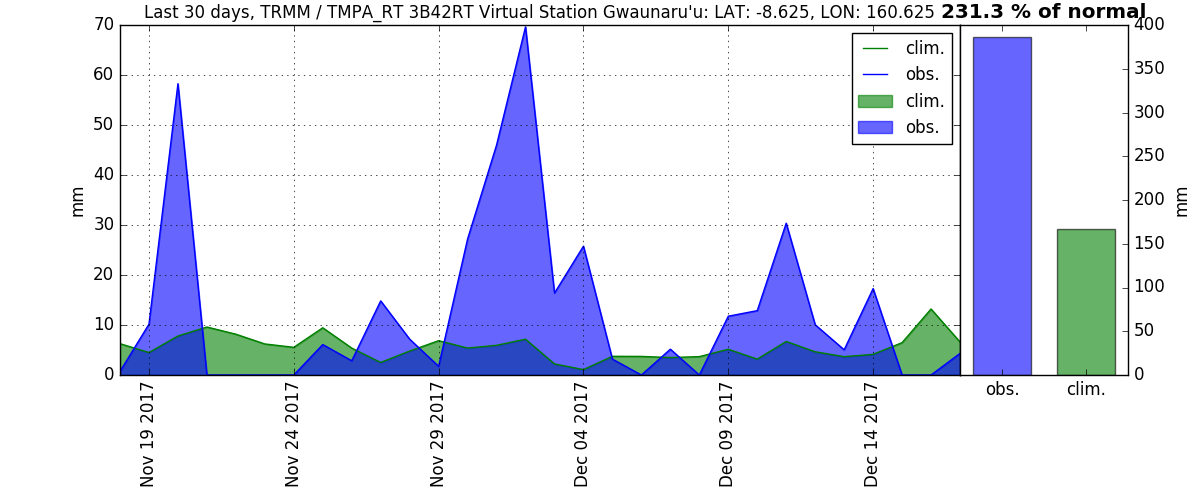 Last 30 days, TRMM / TMPA_RT 3B42RT Virtual Station Gwaunaru'u: LAT: -8.625, LON: 160.625 231.3 % of normal
70
60
50
40
30
20
10
0
mm
clim.
obs.
clim.
obs.
Nov 19 2017
Nov 24 2017
Nov 29 2017
Dec 04 2017
Dec 09 2017
Dec 14 2017
400
350
300
250
200
150
100
50
0
mm
obs.
clim.